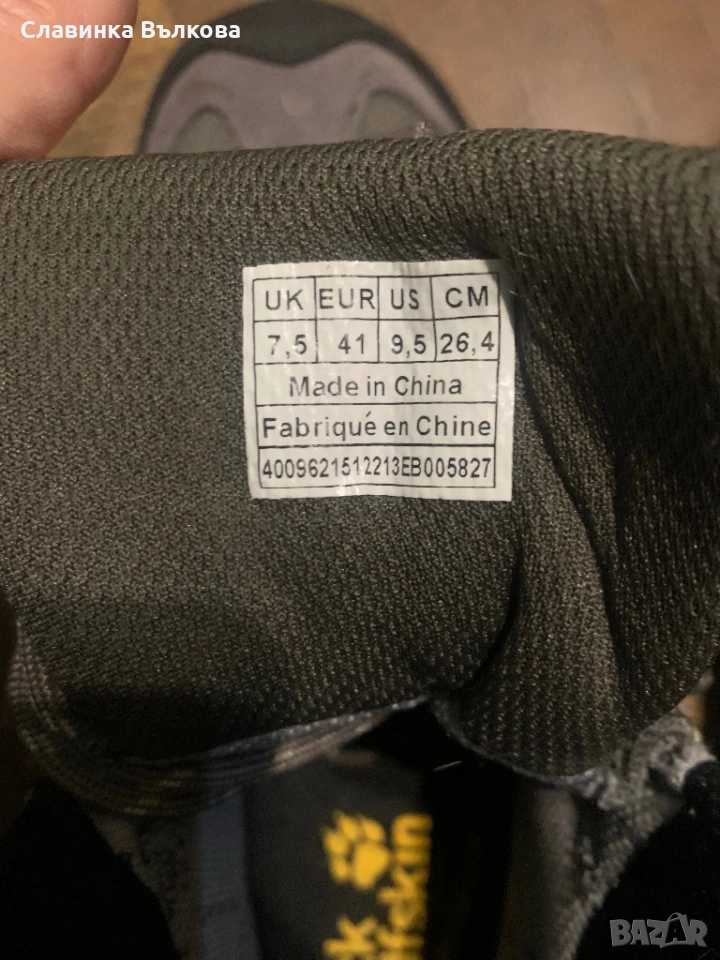 Славинка Вълкова
UK EUR US CM
7,5 41 9,5 26,4
Made in China
Fabriqué en Chine
4009621512213EB005827
BAZAR